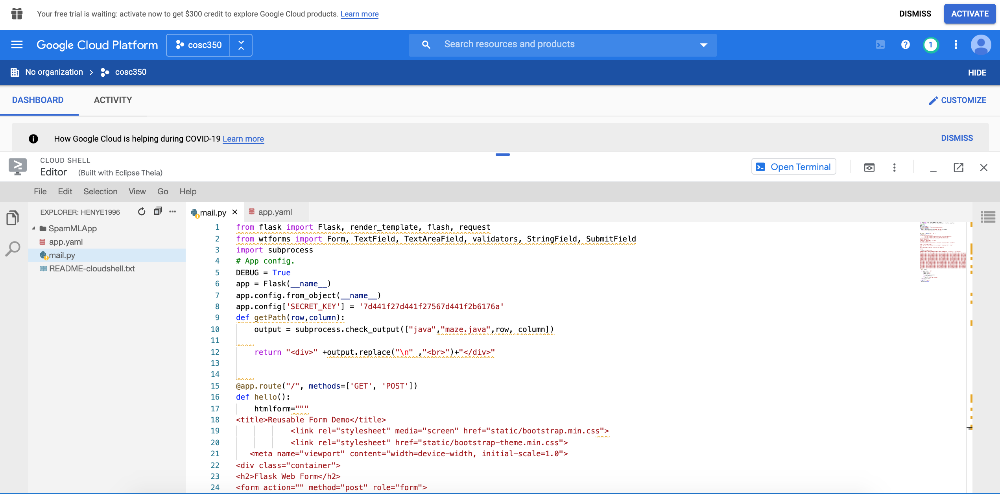 Your free trial is waiting: activate now to get $300 credit to explore Google Cloud products. Learn more
DISMISS
ACTIVATE
Google Cloud Platform
cosc350
Search resources and products
1
No organization
cosc350
HIDE
DASHBOARD
ACTIVITY
CUSTOMIZE
How Google Cloud is helping during COVID-19 Learn more
DISMISS
CLOUD SHELL
Editor (Built with Eclipse Theia)
Open Terminal
File Edit Selection View Go Help
EXPLORER: HENYE1996
SpamMLApp
app.yaml
mail.py
README-cloudshell.txt
mail.py
app.yaml
1 from flask import Flask, render_template, flash, request
2 from wtforms import Form, TextField, TextAreaField, validators, StringField, SubmitField
3 import subprocess
4 # App config.
5 DEBUG = True
6 app = Flask(__name__)
7 app.config.from_object(__name__)
8 app.config['SECRET_KEY'] = '7d441f27d441f27567d441f2b6176a'
9 def getPath(row,column):
10     output = subprocess.check_output(["java","maze.java",row, column])
11
12     return "<div>" +output.replace("\n" ,"<br>")+"</div>"
13
14
15 @app.route("/", methods=['GET', 'POST'])
16 def hello():
17     htmlform="""
18 <title>Reusable Form Demo</title>
19             <link rel="stylesheet" media="screen" href="static/bootstrap.min.css">
20             <link rel="stylesheet" href="static/bootstrap-theme.min.css">
21    <meta name="viewport" content="width=device-width, initial-scale=1.0">
22 <div class="container">
23 <h2>Flask Web Form</h2>
24 <form action="" method="post" role="form">